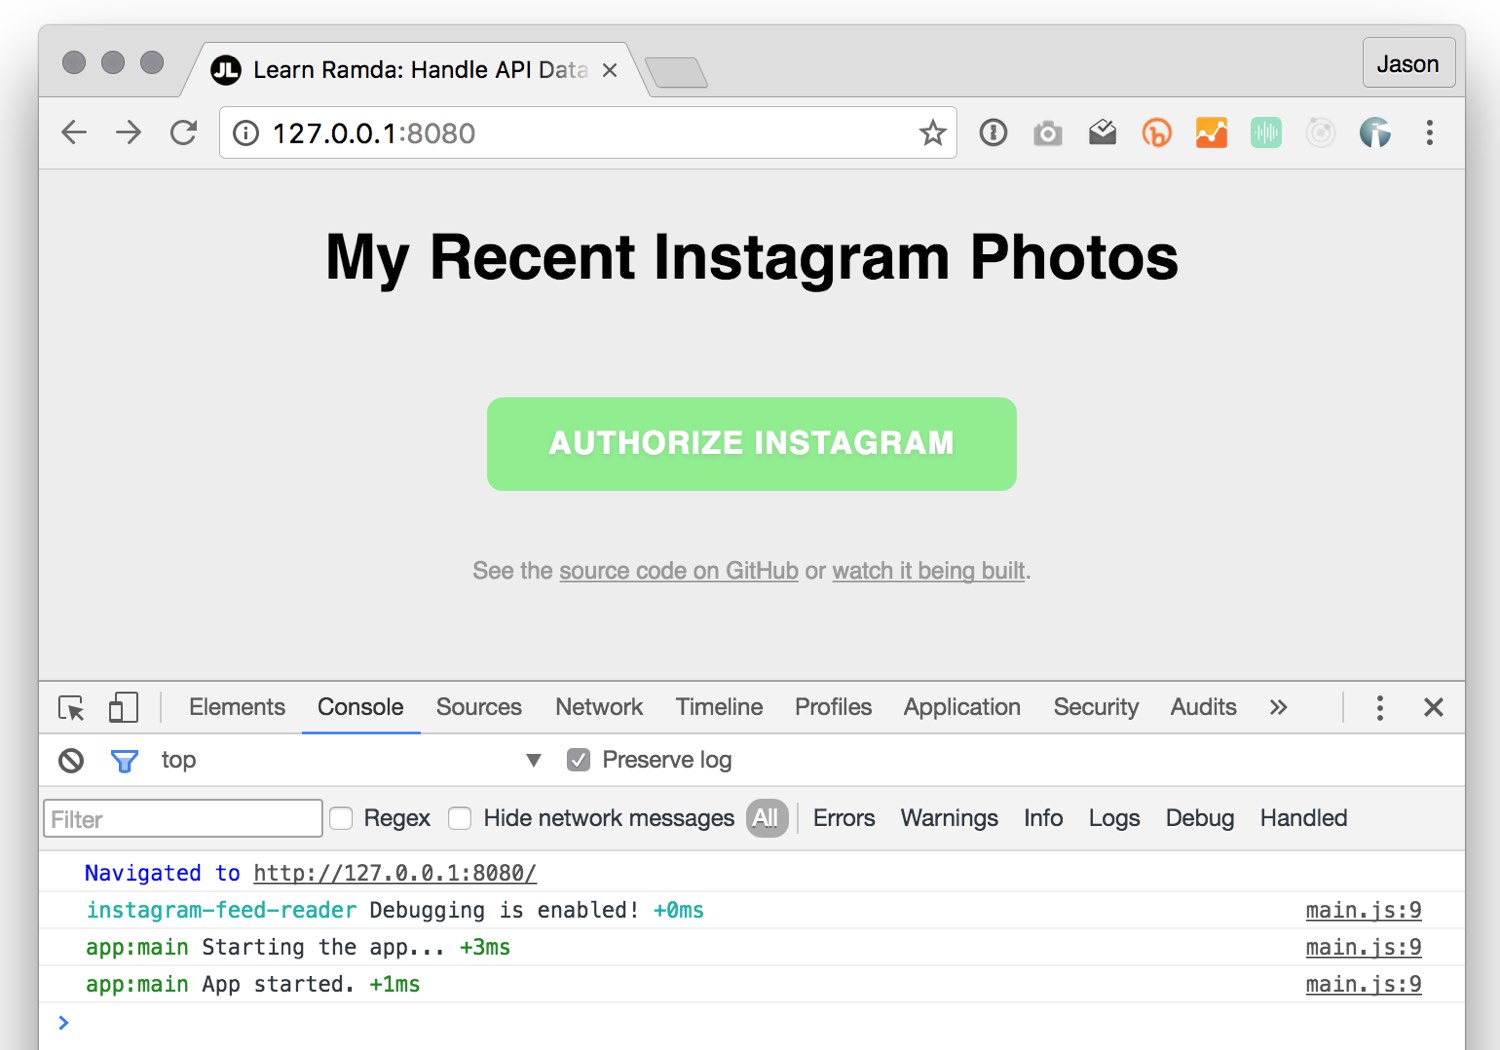 JL Learn Ramda: Handle API Data
Jason
127.0.0.1:8080
My Recent Instagram Photos
AUTHORIZE INSTAGRAM
See the source code on GitHub or watch it being built.
Elements Console Sources Network Timeline Profiles Application Security Audits
top Preserve log
Filter Regex Hide network messages All Errors Warnings Info Logs Debug Handled
Navigated to http://127.0.0.1:8080/
instagram-feed-reader Debugging is enabled! +0ms main.js:9
app:main Starting the app... +3ms main.js:9
app:main App started. +1ms main.js:9